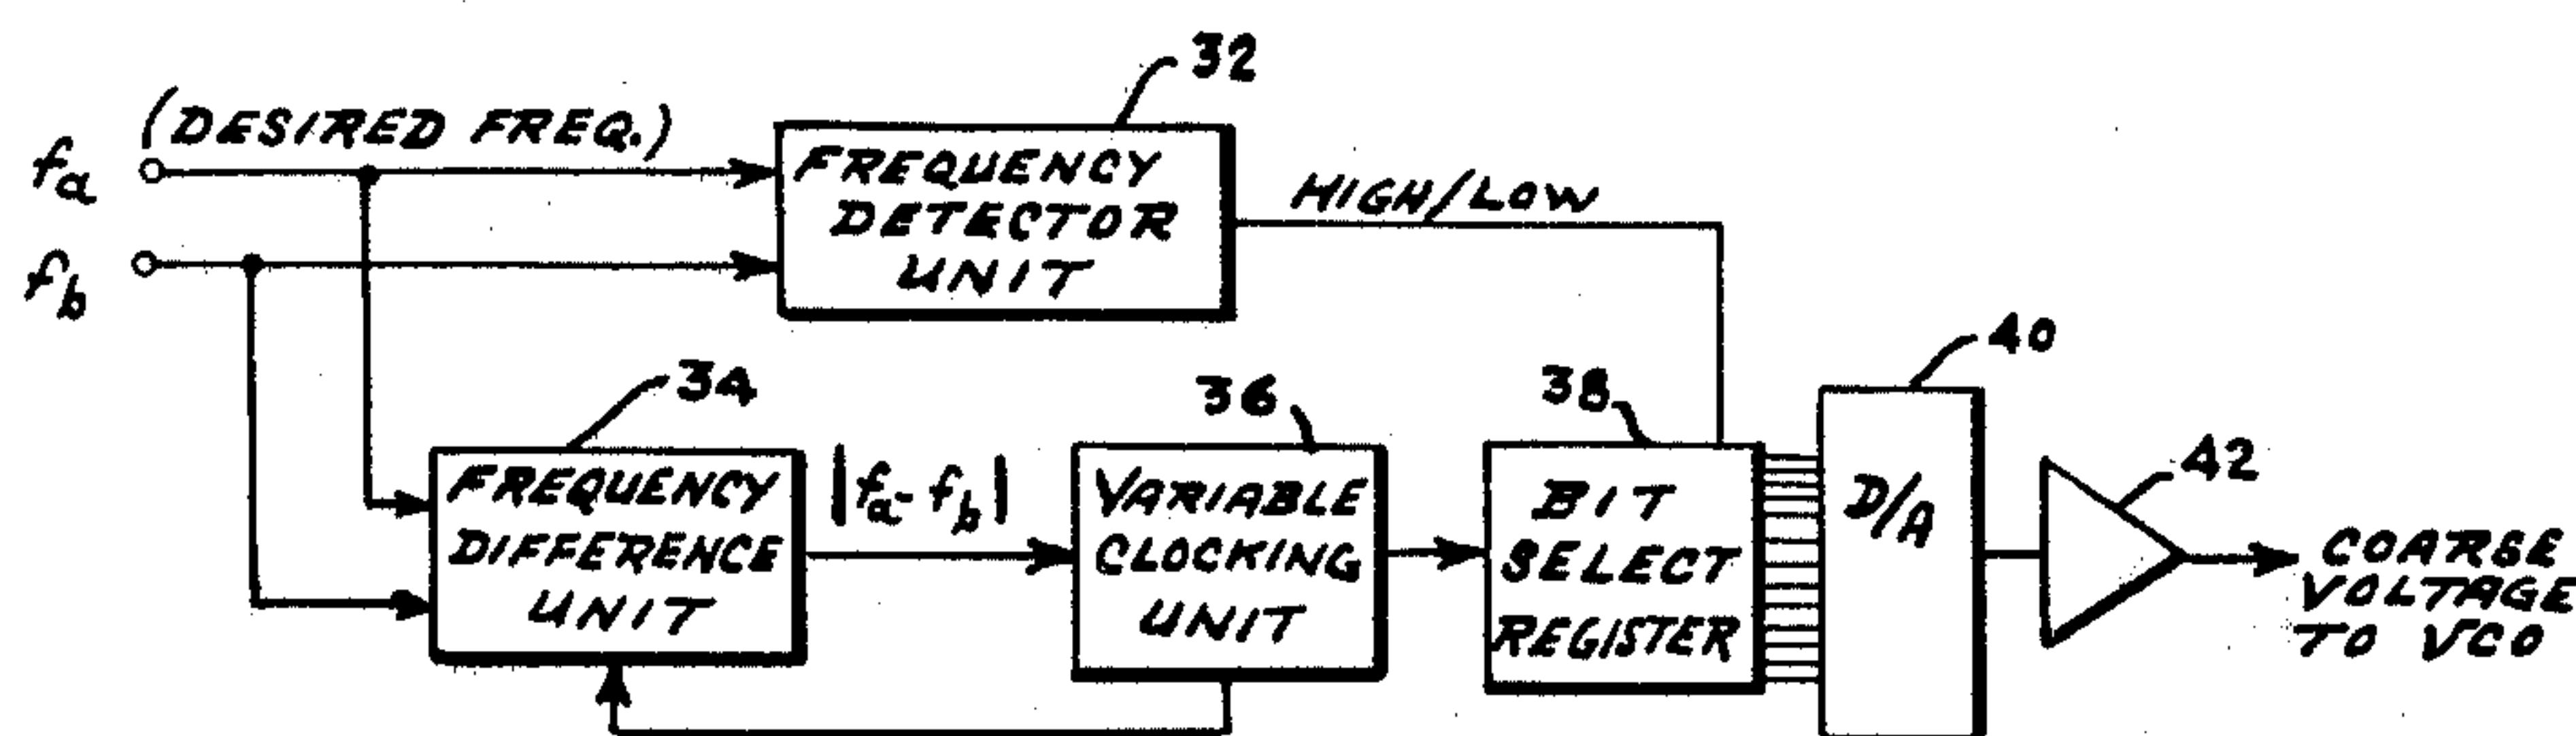 32
(DESIRED FREQ.)
fa
fb
FREQUENCY
DETECTOR
UNIT
HIGH/LOW
34
36
38
40
42
FREQUENCY
DIFFERENCE
UNIT
|fa-fb|
VARIABLE
CLOCKING
UNIT
BIT
SELECT
REGISTER
D/A
COARSE
VOLTAGE
TO VCO